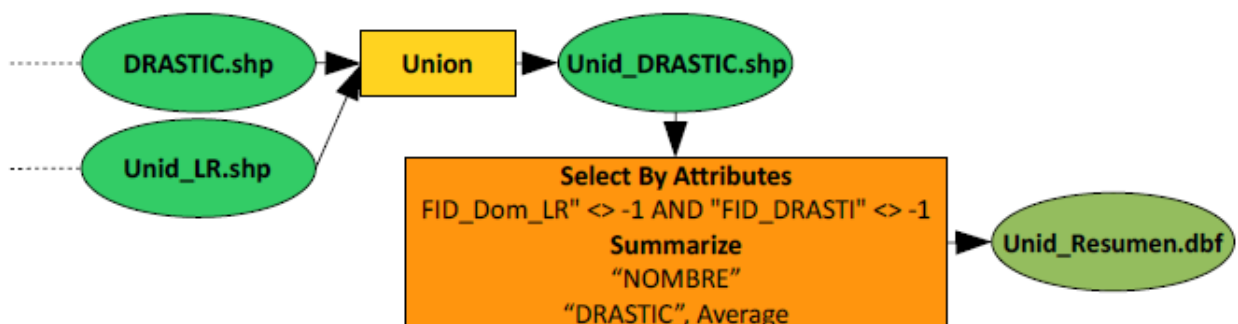 DRASTIC.shp
Union
Unid_DRASTIC.shp
Unid_LR.shp
Select By Attributes
FID_Dom_LR" <> -1 AND "FID_DRASTI" <> -1
Summarize
“NOMBRE”
“DRASTIC”, Average
Unid_Resumen.dbf